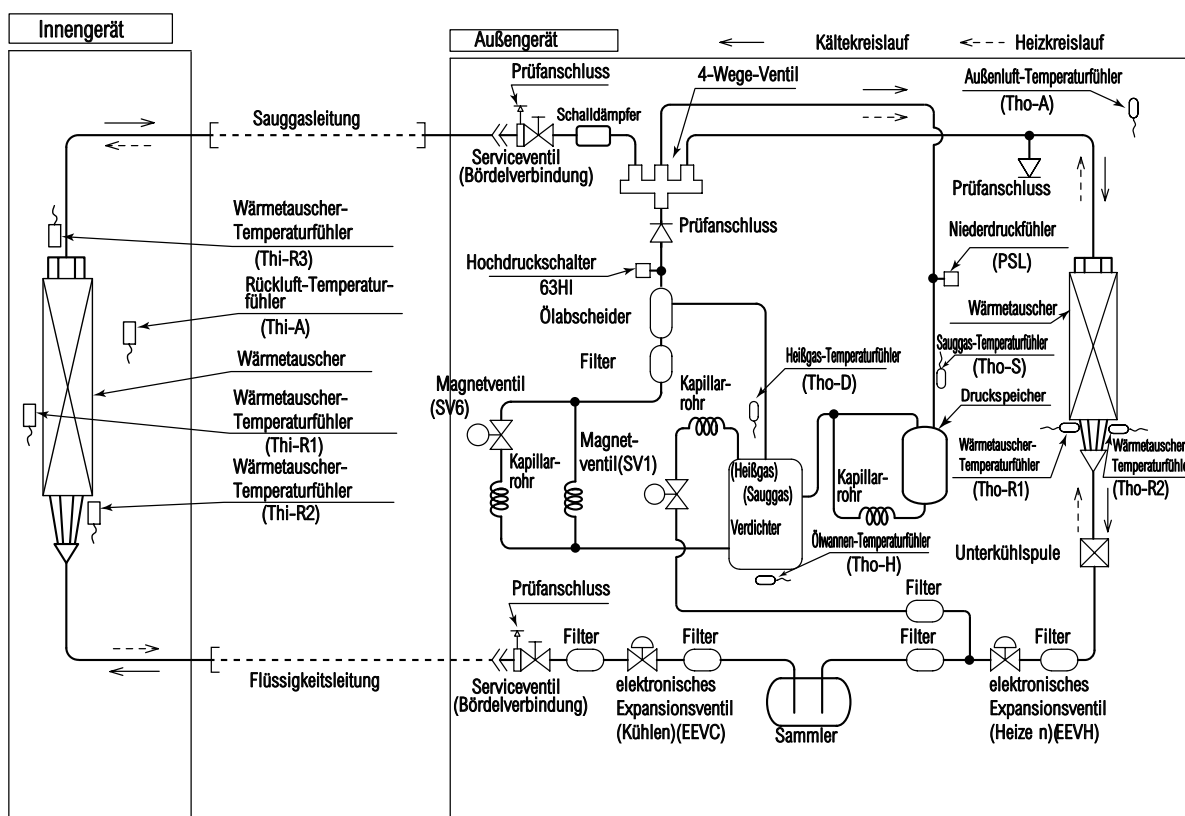 Innengerät
Außengerät
Kältekreislauf
Heizkreislauf
Prüfanschluss
4-Wege-Ventil
Außenluft-Temperaturfühler
(Tho-A)
Sauggasleitung
Schalldämpfer
Serviceventil
(Bördelverbindung)
Prüfanschluss
Wärmetauscher-
Temperaturfühler
(Thi-R3)
Prüfanschluss
Niederdruckfühler
(PSL)
Hochdruckschalter
63HI
Rückluft-Temperatur-
fühler
(Thi-A)
Ölabscheider
Wärmetauscher
Filter
Heißgas-Temperaturfühler
(Tho-D)
Sauggas-Temperaturfühler
(Tho-S)
Wärmetauscher
Magnetventil
(SV6)
Kapillar-
rohr
Druckspeicher
Wärmetauscher-
Temperaturfühler
(Thi-R1)
Magnet-
ventil(SV1)
Kapillar-
rohr
(Heißgas)
(Sauggas)
Verdichter
Kapillar-
rohr
Wärmetauscher-
Temperaturfühler
(Tho-R1)
Wärmetauscher-
Temperaturfühler
(Tho-R2)
Wärmetauscher-
Temperaturfühler
(Thi-R2)
Ölwannen-Temperaturfühler
(Tho-H)
Unterkühlspule
Prüfanschluss
Filter
Filter
Filter
Filter
Filter
Flüssigkeitsleitung
Serviceventil
(Bördelverbindung)
elektronisches
Expansionsventil
(Kühlen)(EEVC)
Sammler
elektronisches
Expansionsventil
(Heize n)(EEVH)